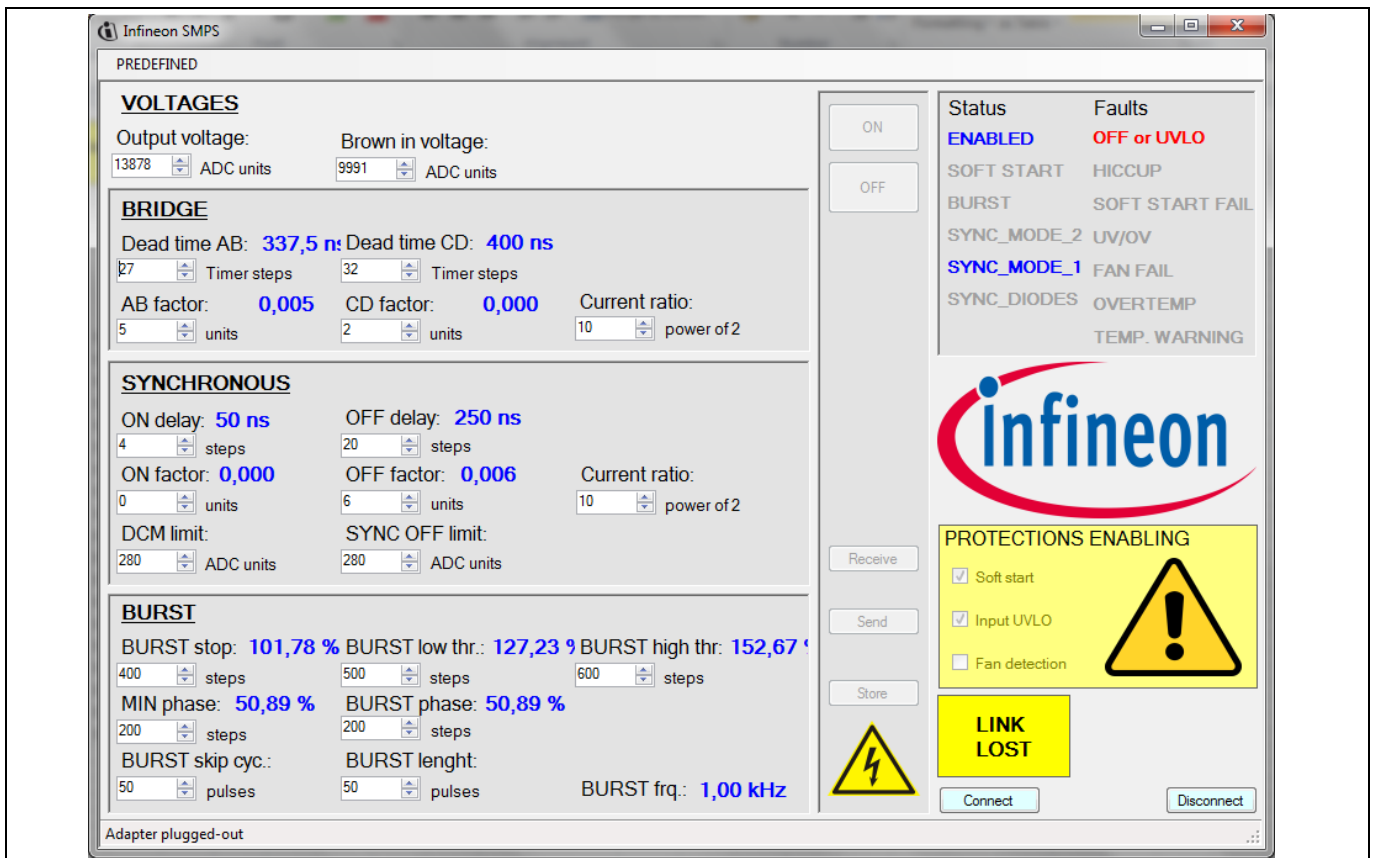 Infineon SMPS
PREDEFINED
VOLTAGES
Output voltage:
13878 ADC units
Brown in voltage:
9991 ADC units
BRIDGE
Dead time AB: 337,5 ns
27 Timer steps
Dead time CD: 400 ns
32 Timer steps
AB factor: 0,005
5 units
CD factor: 0,000
2 units
Current ratio:
10 power of 2
SYNCHRONOUS
ON delay: 50 ns
4 steps
OFF delay: 250 ns
20 steps
ON factor: 0,000
0 units
OFF factor: 0,006
6 units
Current ratio:
10 power of 2
DCM limit:
280 ADC units
SYNC OFF limit:
280 ADC units
BURST
BURST stop: 101,78 %
400 steps
BURST low thr.: 127,23 %
500 steps
BURST high thr: 152,67 %
600 steps
MIN phase: 50,89 %
200 steps
BURST phase: 50,89 %
200 steps
BURST skip cyc.:
50 pulses
BURST lenght:
50 pulses
BURST frq.: 1,00 kHz
ON
OFF
Receive
Send
Store
Status
ENABLED
SOFT START
BURST
SYNC_MODE_2
SYNC_MODE_1
SYNC_DIODES
Faults
OFF or UVLO
HICCUP
SOFT START FAIL
UV/OV
FAN FAIL
OVERTEMP
TEMP. WARNING
infineon
PROTECTIONS ENABLING
Soft start
Input UVLO
Fan detection
LINK
LOST
Connect
Disconnect
Adapter plugged-out